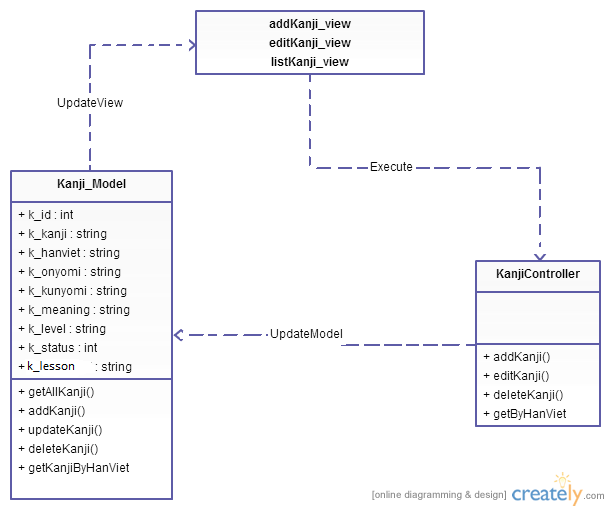 addKanji_view
editKanji_view
listKanji_view
UpdateView
Execute
Kanji_Model
+ k_id : int
+ k_kanji : string
+ k_hanviet : string
+ k_onyomi : string
+ k_kunyomi : string
+ k_meaning : string
+ k_level : string
+ k_status : int
+ k_lesson : string
+ getAllKanji()
+ addKanji()
+ updateKanji()
+ deleteKanji()
+ getKanjiByHanViet
UpdateModel
KanjiController
+ addKanji()
+ editKanji()
+ deleteKanji()
+ getByHanViet
[online diagramming & design] creately.com